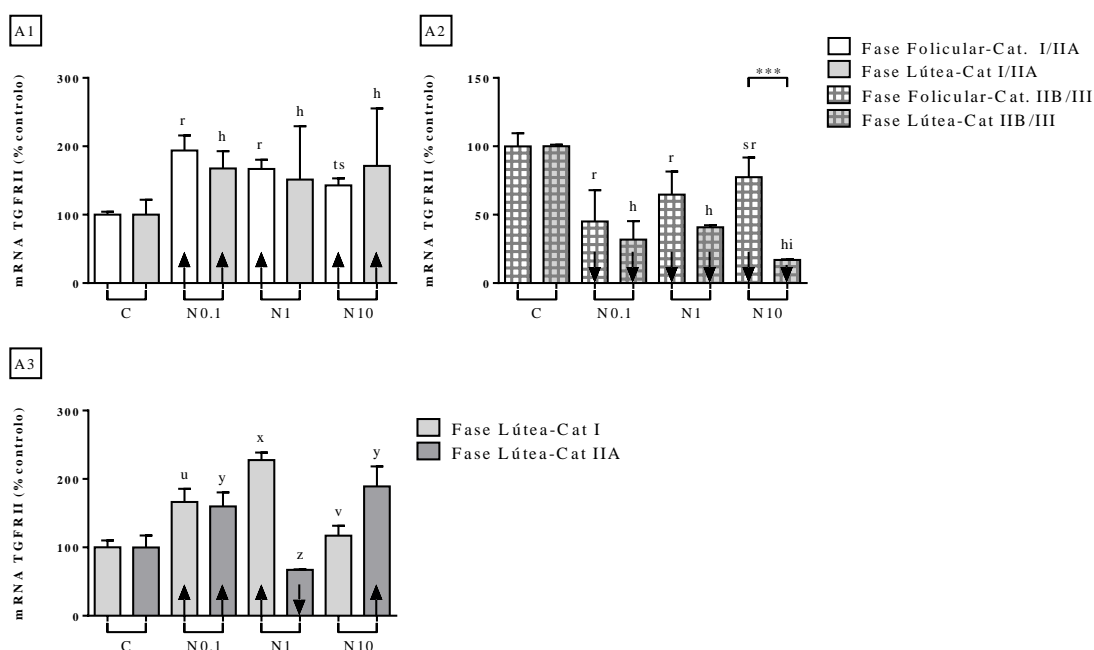 A1
mRNA TGFRII (% controlo)
300
200
100
0
r
h
r
h
ts
h
C
N0.1
N1
N10
A2
mRNA TGFRII (% controlo)
150
100
50
0
r
h
r
h
sr
hi
***
C
N0.1
N1
N10
Fase Folicular-Cat. I/IIA
Fase Lútea-Cat I/IIA
Fase Folicular-Cat. IIB/III
Fase Lútea-Cat IIB/III
A3
mRNA TGFRII (% controlo)
300
200
100
0
u
y
x
z
v
y
C
N0.1
N1
N10
Fase Lútea-Cat I
Fase Lútea-Cat IIA